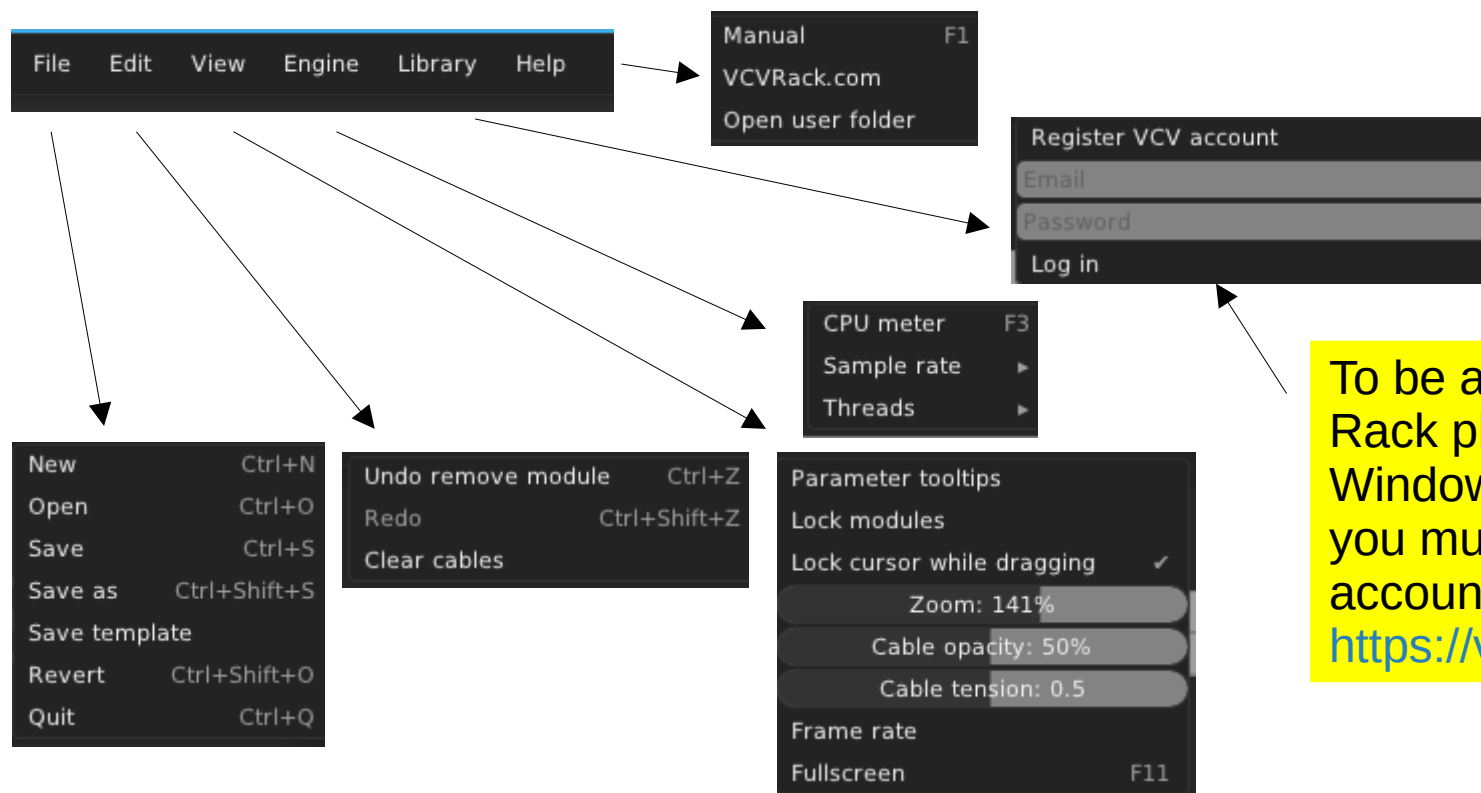 File Edit View Engine Library Help
Manual F1
VCVRack.com
Open user folder
Register VCV account
Email
Password
Log in
CPU meter F3
Sample rate ▸
Threads ▸
New Ctrl+N
Open Ctrl+O
Save Ctrl+S
Save as Ctrl+Shift+S
Save template
Revert Ctrl+Shift+O
Quit Ctrl+Q
Undo remove module Ctrl+Z
Redo Ctrl+Shift+Z
Clear cables
Parameter tooltips
Lock modules
Lock cursor while dragging ✓
Zoom: 141%
Cable opacity: 50%
Cable tension: 0.5
Frame rate
Fullscreen F11
To be
Rack
you